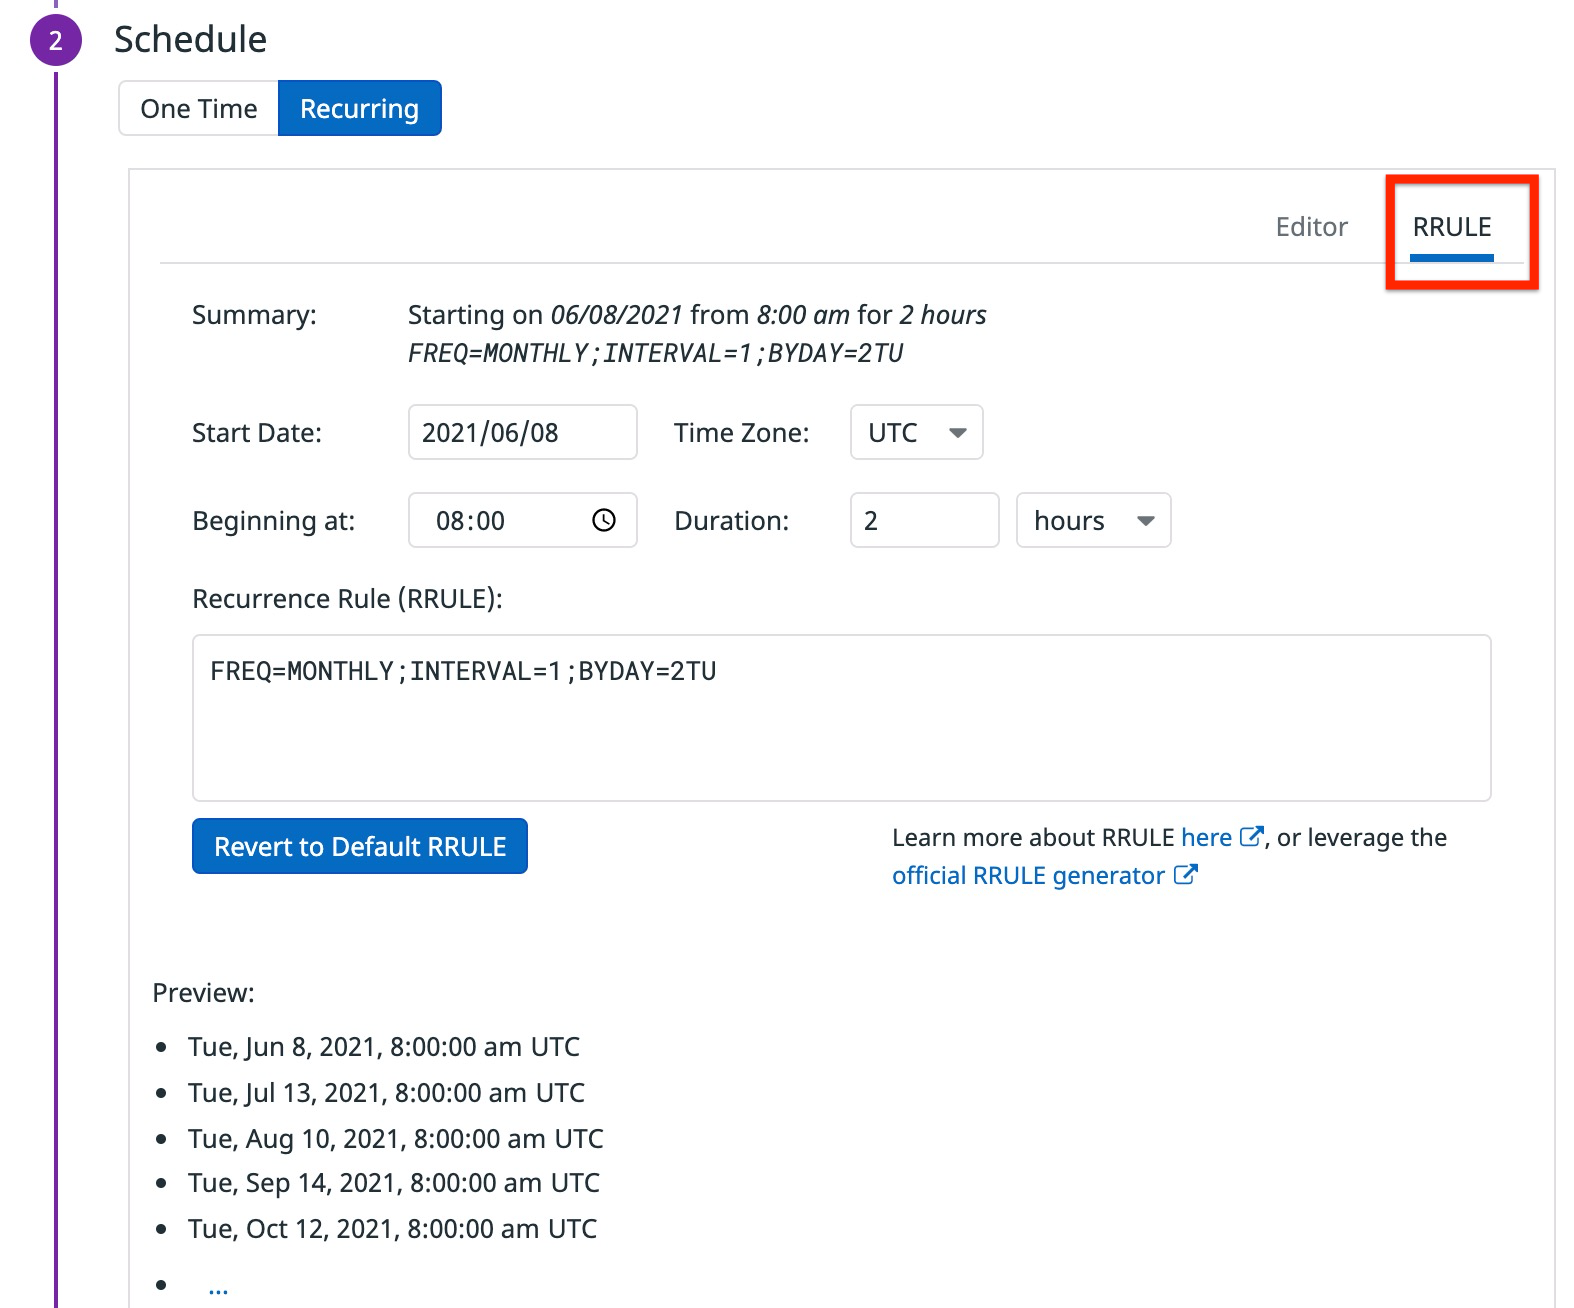 2
Schedule
One Time Recurring
Editor RRULE
Summary: Starting on 06/08/2021 from 8:00 am for 2 hours
FREQ=MONTHLY;INTERVAL=1;BYDAY=2TU
Start Date: 2021/06/08 Time Zone: UTC
Beginning at: 08:00 Duration: 2 hours
Recurrence Rule (RRULE):
FREQ=MONTHLY;INTERVAL=1;BYDAY=2TU
Revert to Default RRULE
Learn more about RRULE here, or leverage the
official RRULE generator
Preview:
• Tue, Jun 8, 2021, 8:00:00 am UTC
• Tue, Jul 13, 2021, 8:00:00 am UTC
• Tue, Aug 10, 2021, 8:00:00 am UTC
• Tue, Sep 14, 2021, 8:00:00 am UTC
• Tue, Oct 12, 2021, 8:00:00 am UTC
• ...